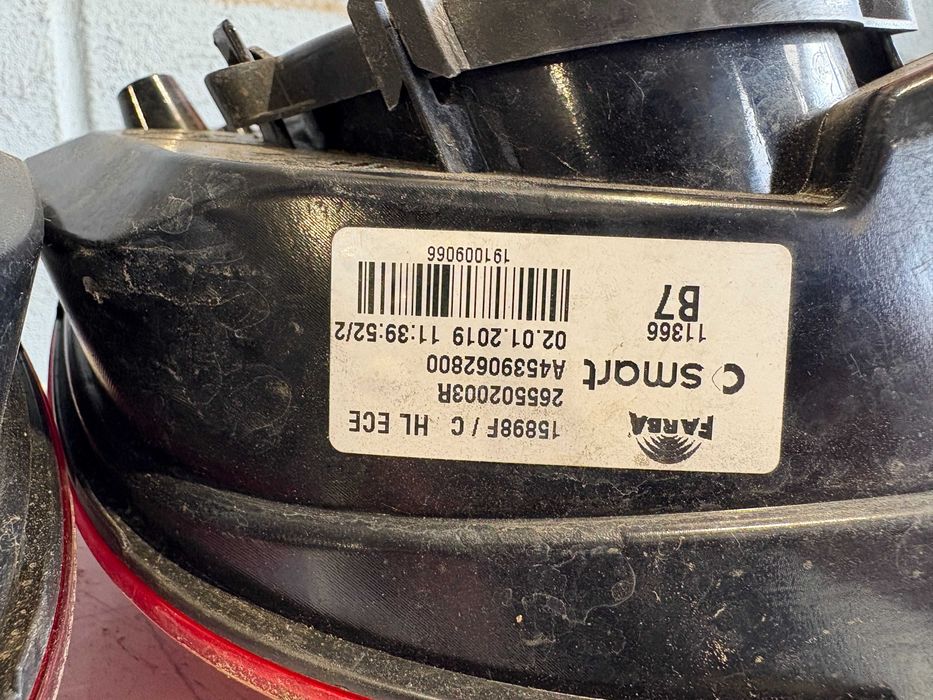 FARBA
15898F / C HL ECE
265502003R
smart
A4539062800
11366
02.01.2019 11:39:52/2
B7
191009066